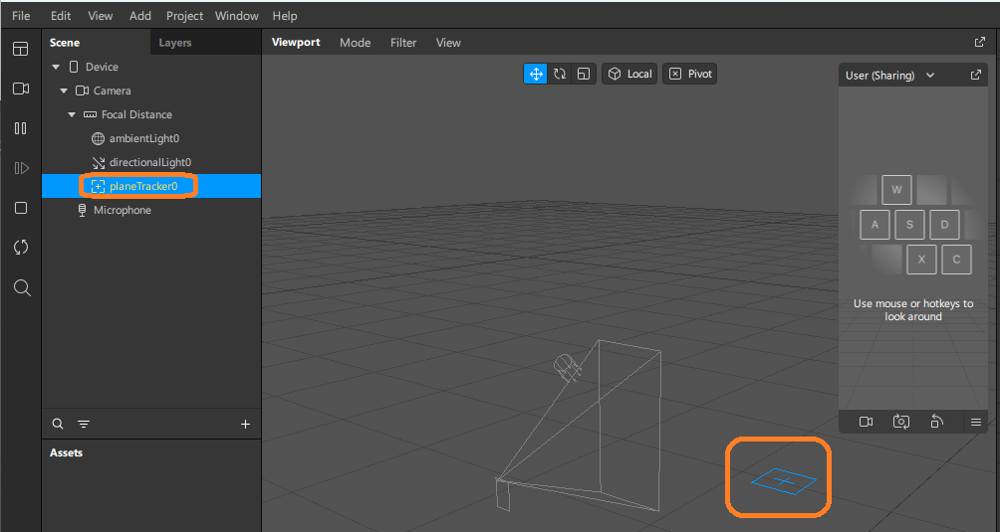 File Edit View Add Project Window Help
Scene Layers
Viewport Mode Filter View
Device
Camera
Focal Distance
ambientLight0
directionalLight0
planeTracker0
Microphone
Local Pivot
User (Sharing)
W
A S D
X C
Use mouse or hotkeys to
look around
Assets